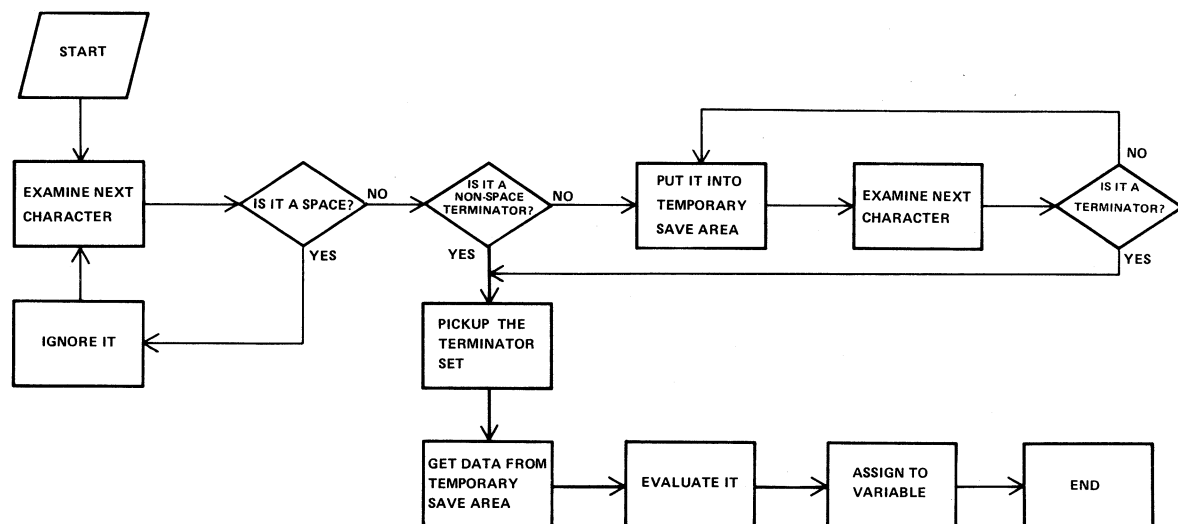 START
EXAMINE NEXT
CHARACTER
IS IT A SPACE?
NO
YES
IGNORE IT
IS IT A
NON-SPACE
TERMINATOR?
NO
YES
PUT IT INTO
TEMPORARY
SAVE AREA
EXAMINE NEXT
CHARACTER
IS IT A
TERMINATOR?
NO
YES
PICKUP THE
TERMINATOR
SET
GET DATA FROM
TEMPORARY
SAVE AREA
EVALUATE IT
ASSIGN TO
VARIABLE
END